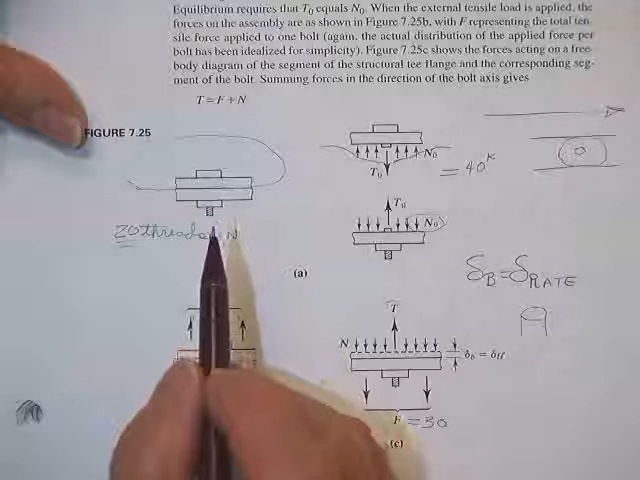 Equilibrium requires that T0 equals N0. When the external tensile load is applied, the
forces on the assembly are as shown in Figure 7.25b, with F representing the total ten-
sile force applied to one bolt (again, the actual distribution of the applied force per
bolt has been idealized for simplicity). Figure 7.25c shows the forces acting on a free-
body diagram of the segment of the structural tee flange and the corresponding seg-
ment of the bolt. Summing forces in the direction of the bolt axis gives
T = F + N
FIGURE 7.25
N0
T0
= 40K
T0
N0
20 threads
N
(a)
δB = δPLATE
T
N
δb = δfl
F = 30
(c)